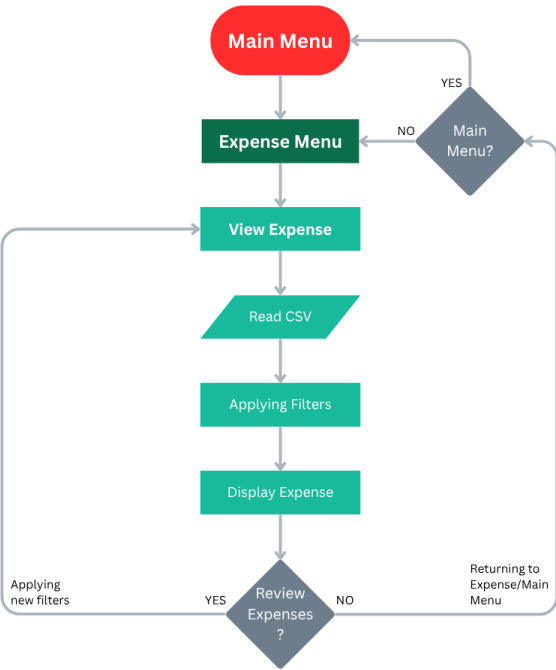 Main Menu
YES
NO
Main
Menu?
Expense Menu
View Expense
Read CSV
Applying Filters
Display Expense
Applying
new filters
YES
Review
Expenses
?
NO
Returning to
Expense/Main
Menu